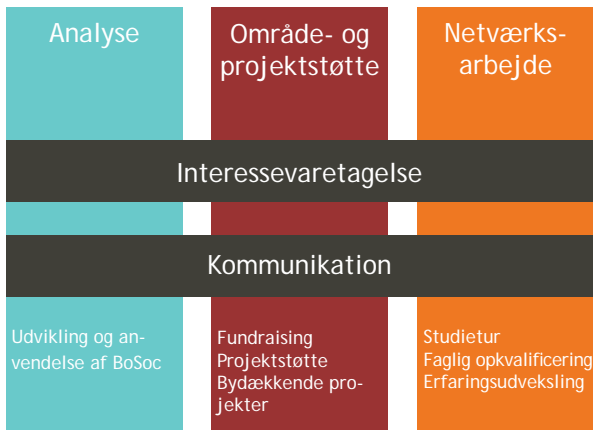 Analyse
Område- og
projektstøtte
Netværks-
arbejde
Interessevaretagelse
Kommunikation
Udvikling og an-
vendelse af BoSoc
Fundraising
Projektstøtte
Bydækkende pro-
jekter
Studietur
Faglig opkvalificering
Erfaringsudveksling